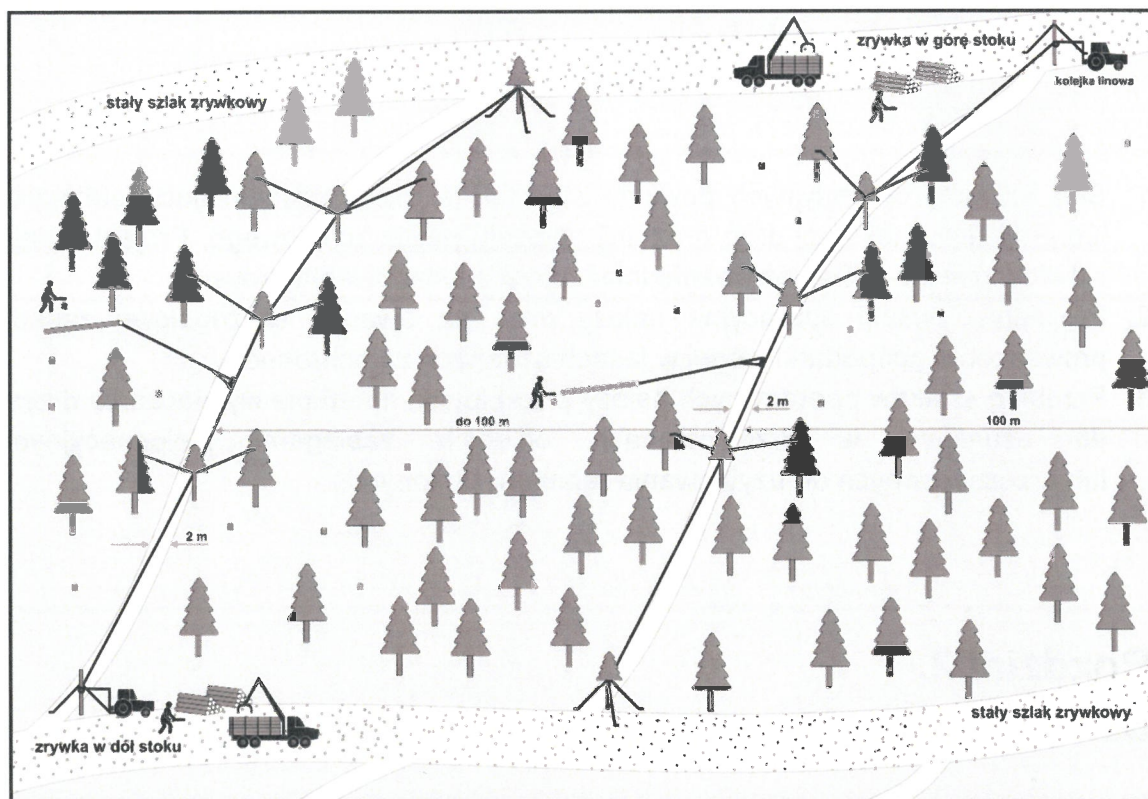 zrywka w górę stoku
kolejka linowa
stały szlak zrywkowy
2 m
do 100 m
100 m
2 m
stały szlak zrywkowy
zrywka w dół stoku